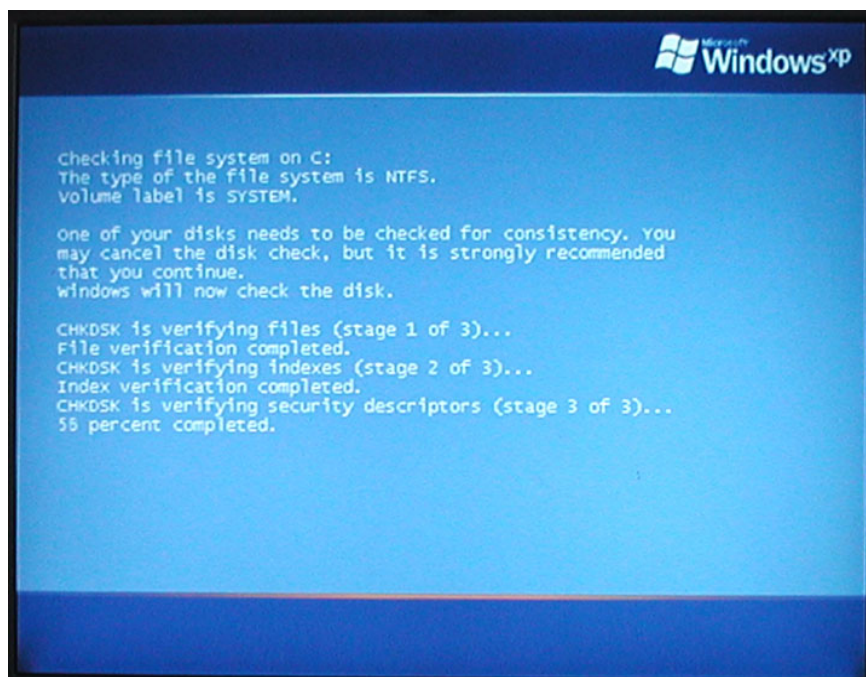 Microsoft
Windows xp
Checking file system on C:
The type of the file system is NTFS.
Volume label is SYSTEM.
One of your disks needs to be checked for consistency. You
may cancel the disk check, but it is strongly recommended
that you continue.
Windows will now check the disk.
CHKDSK is verifying files (stage 1 of 3)...
File verification completed.
CHKDSK is verifying indexes (stage 2 of 3)...
Index verification completed.
CHKDSK is verifying security descriptors (stage 3 of 3)...
55 percent completed.